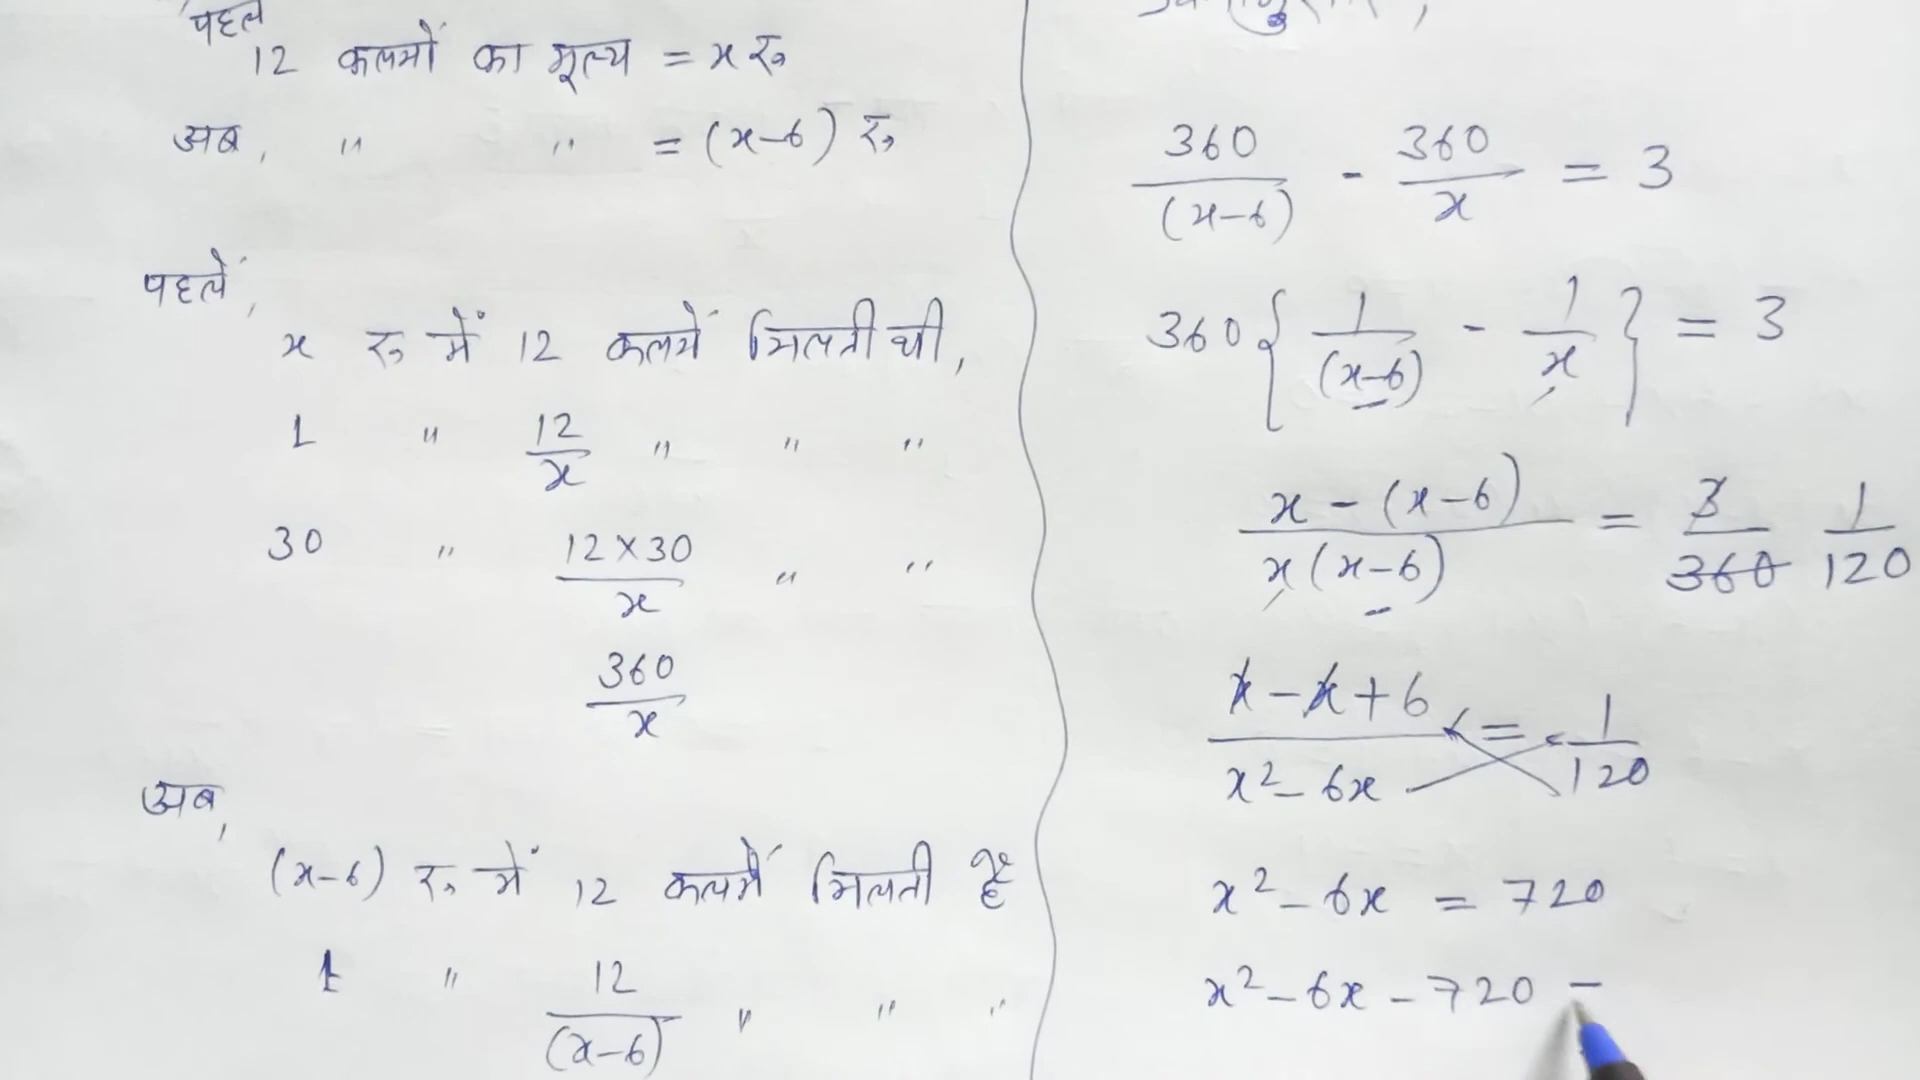 पहले
12 कलमों का मूल्य = x रु
अब, " " = (x-6) रु
पहले,
x रु में 12 कलमें मिलती थी,
1 " 12/x " " "
30 " 12×30/x " "
360/x
अब,
(x-6) रु में 12 कलमें मिलती है
1 " 12/(x-6) " " "
360/(x-6) - 360/x = 3
360{1/(x-6) - 1/x} = 3
x-(x-6)/x(x-6) = 3/360 1/120
x-x+6/x²-6x = 1/120
x²-6x = 720
x²-6x-720 -